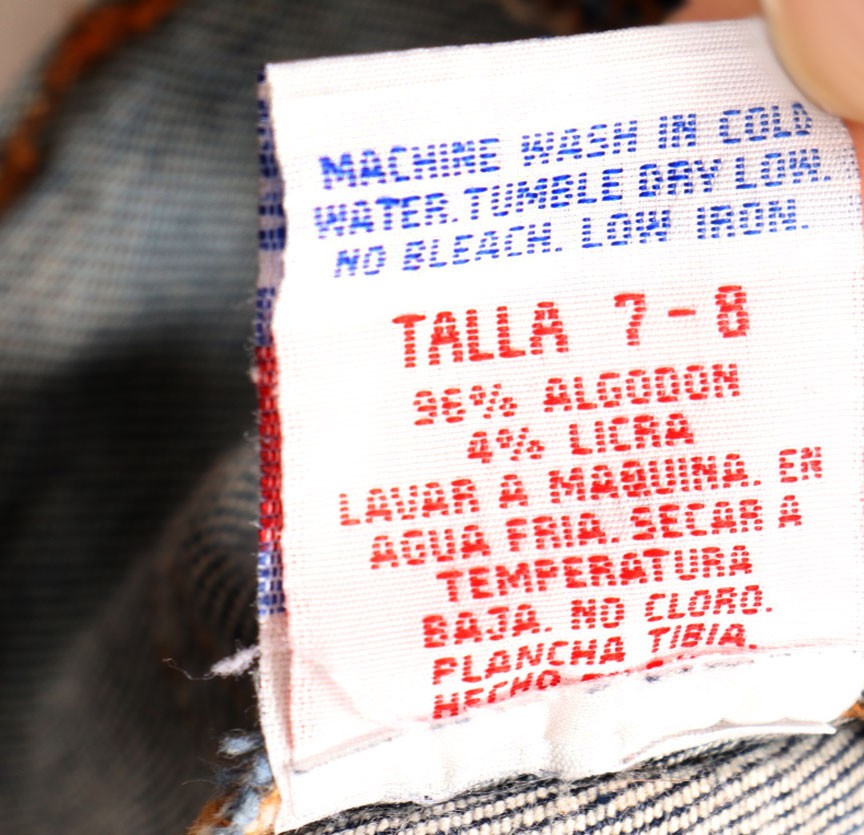 MACHINE WASH IN COLD
WATER.TUMBLE DRY LOW.
NO BLEACH. LOW IRON.
TALLA 7-8
96% ALGODON
4% LICRA
LAVAR A MAQUINA. EN
AGUA FRIA. SECAR A
TEMPERATURA
BAJA. NO CLORO.
PLANCHA TIBIA.
HECHO